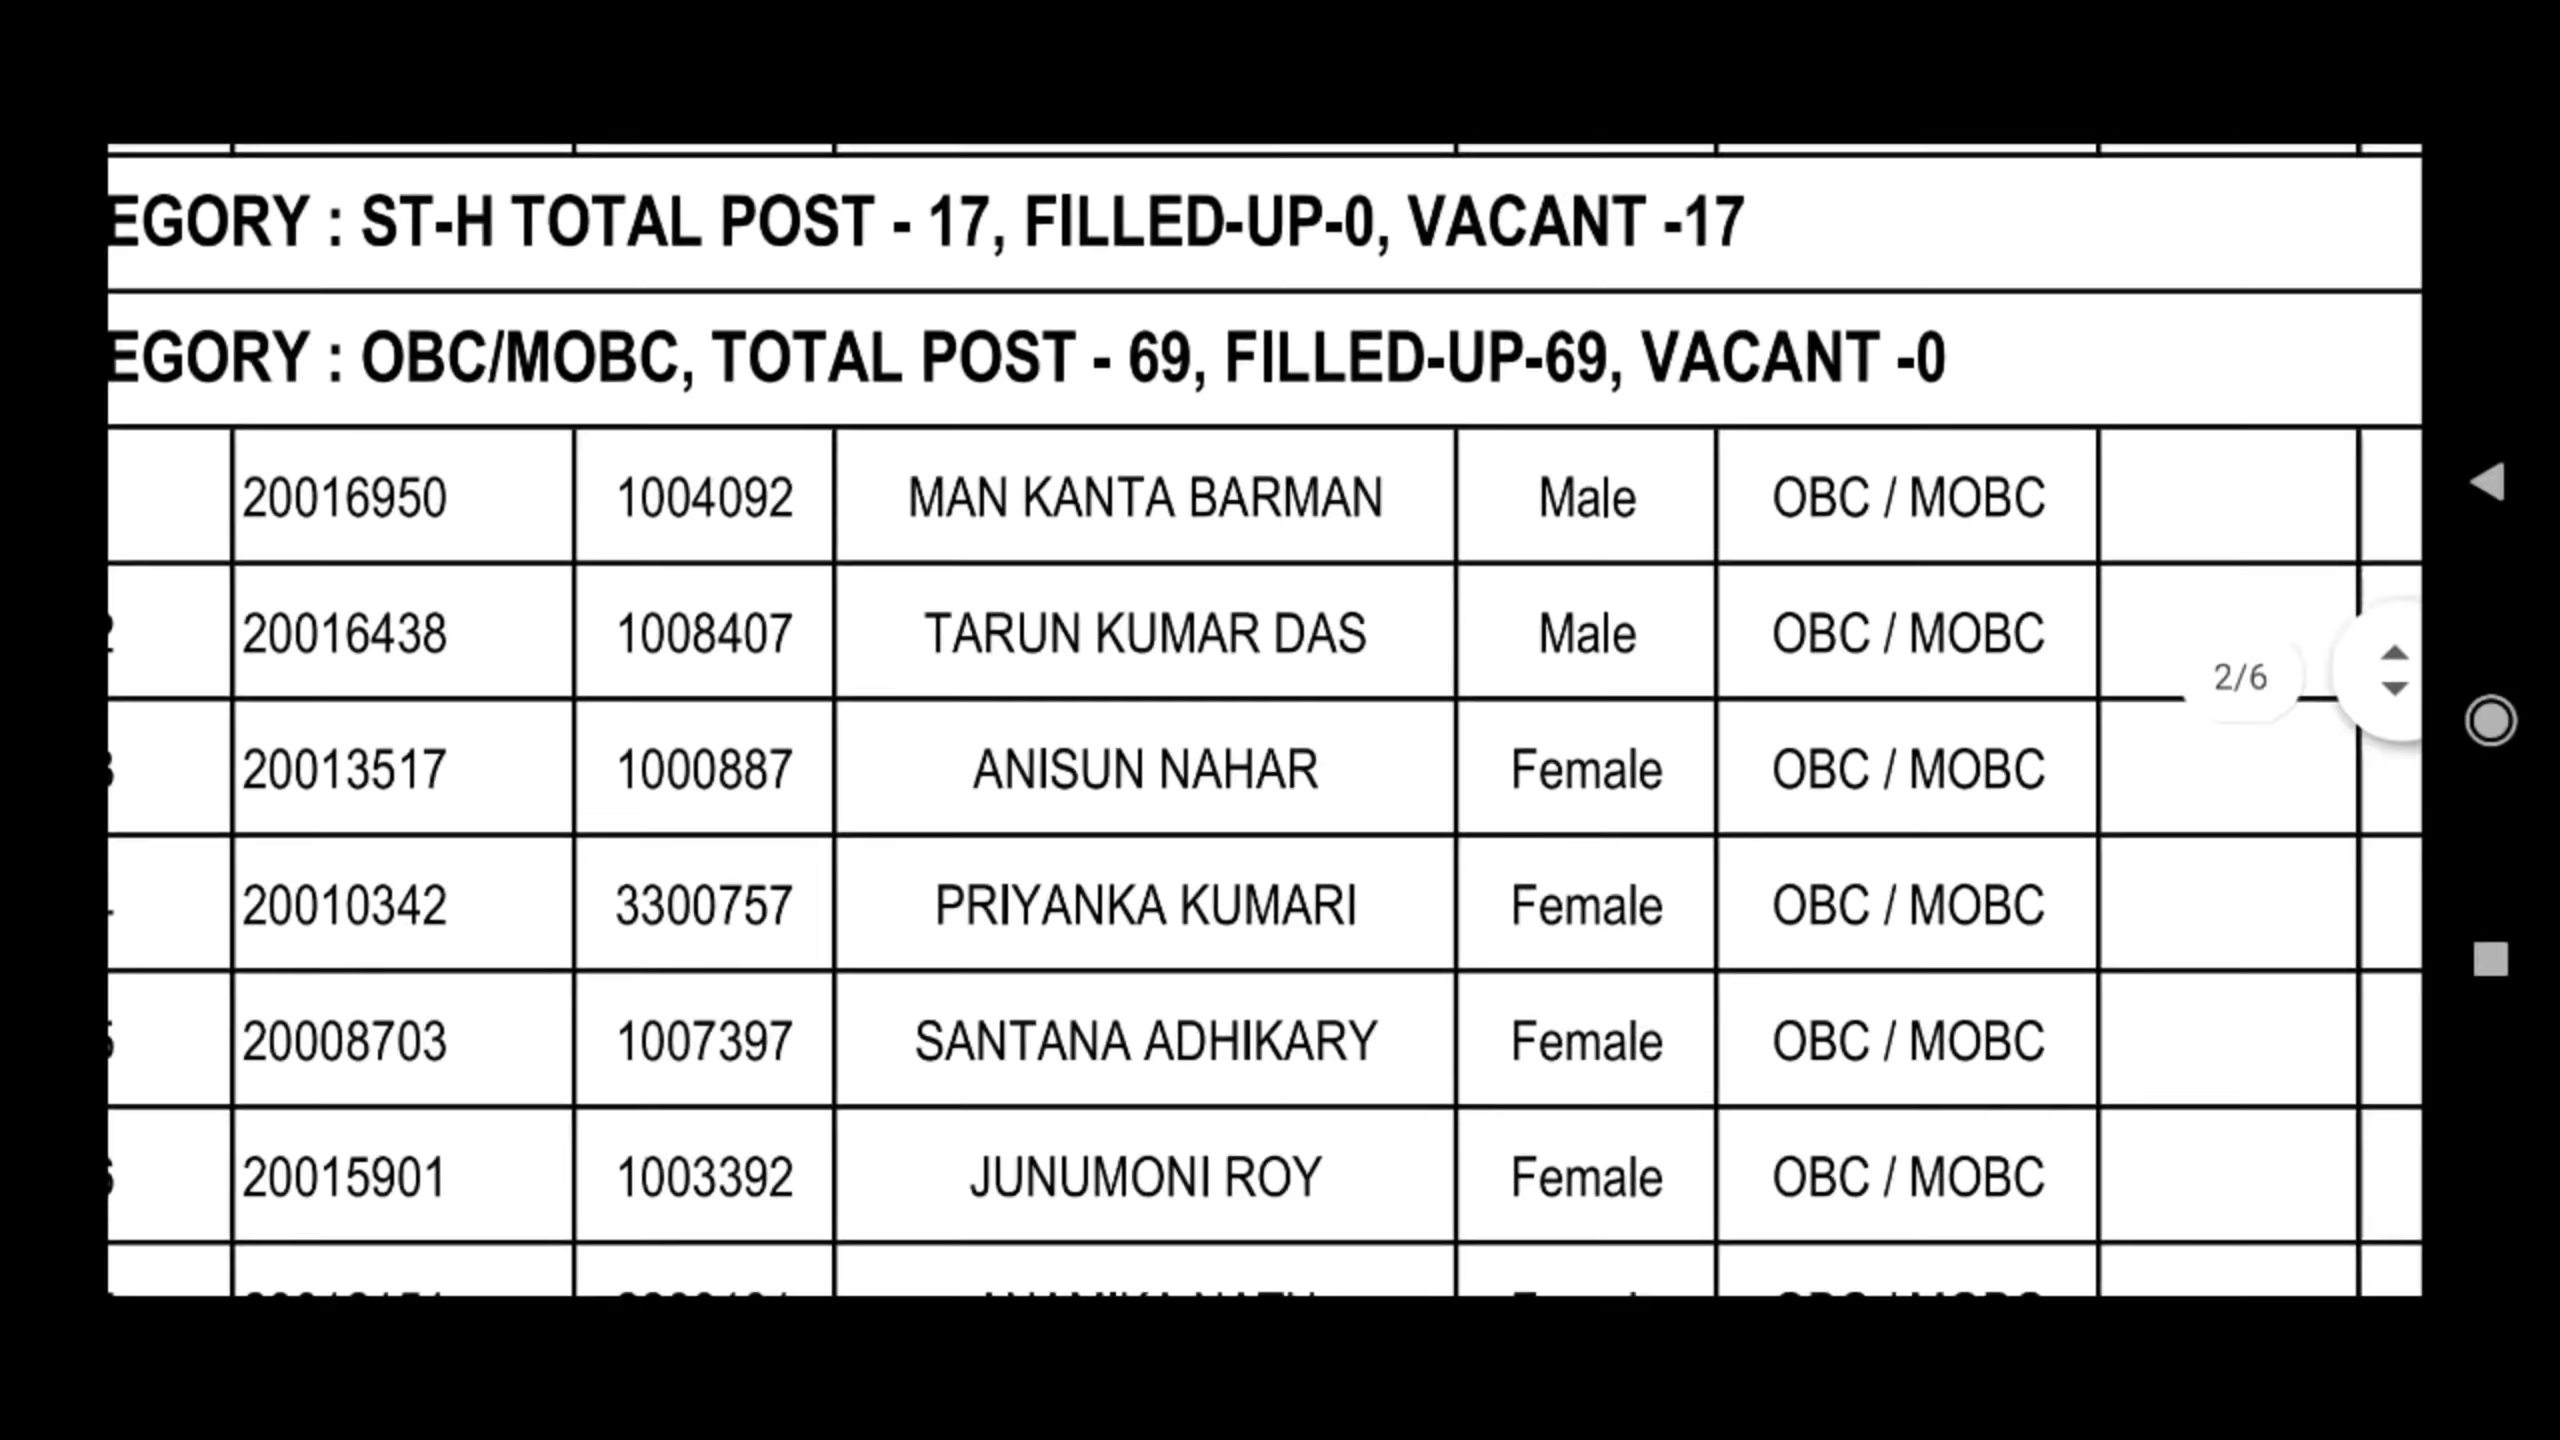 EGORY : ST-H TOTAL POST - 17, FILLED-UP-0, VACANT -17
EGORY : OBC/MOBC, TOTAL POST - 69, FILLED-UP-69, VACANT -0
20016950 1004092 MAN KANTA BARMAN Male OBC / MOBC
20016438 1008407 TARUN KUMAR DAS Male OBC / MOBC
2/6
20013517 1000887 ANISUN NAHAR Female OBC / MOBC
20010342 3300757 PRIYANKA KUMARI Female OBC / MOBC
20008703 1007397 SANTANA ADHIKARY Female OBC / MOBC
20015901 1003392 JUNUMONI ROY Female OBC / MOBC